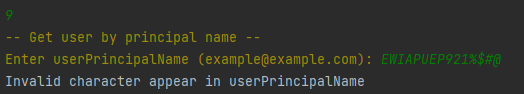 9
-- Get user by principal name --
Enter userPrincipalName (example@example.com): EWIAPUEP921%$#@
Invalid character appear in userPrincipalName